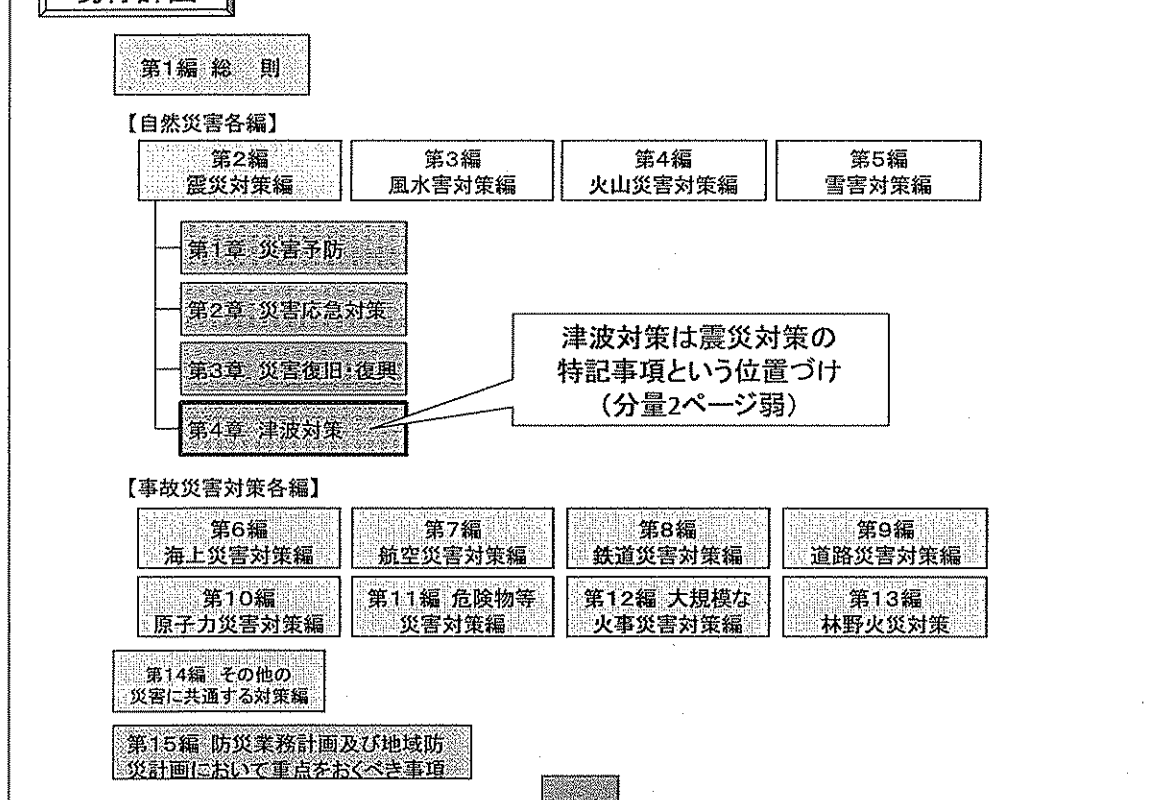 第1編 総 則
【自然災害各編】
第2編
震災対策編
第3編
風水害対策編
第4編
火山災害対策編
第5編
雪害対策編
第1章 災害予防
第2章 災害応急対策
第3章 災害復旧・復興
第4章 津波対策
津波対策は震災対策の
特記事項という位置づけ
（分量2ページ弱）
【事故災害対策各編】
第6編
海上災害対策編
第7編
航空災害対策編
第8編
鉄道災害対策編
第9編
道路災害対策編
第10編
原子力災害対策編
第11編 危険物等
災害対策編
第12編 大規模な
火事災害対策編
第13編
林野火災対策
第14編 その他の
災害に共通する対策編
第15編 防災業務計画及び地域防
災計画において重点をおくべき事項